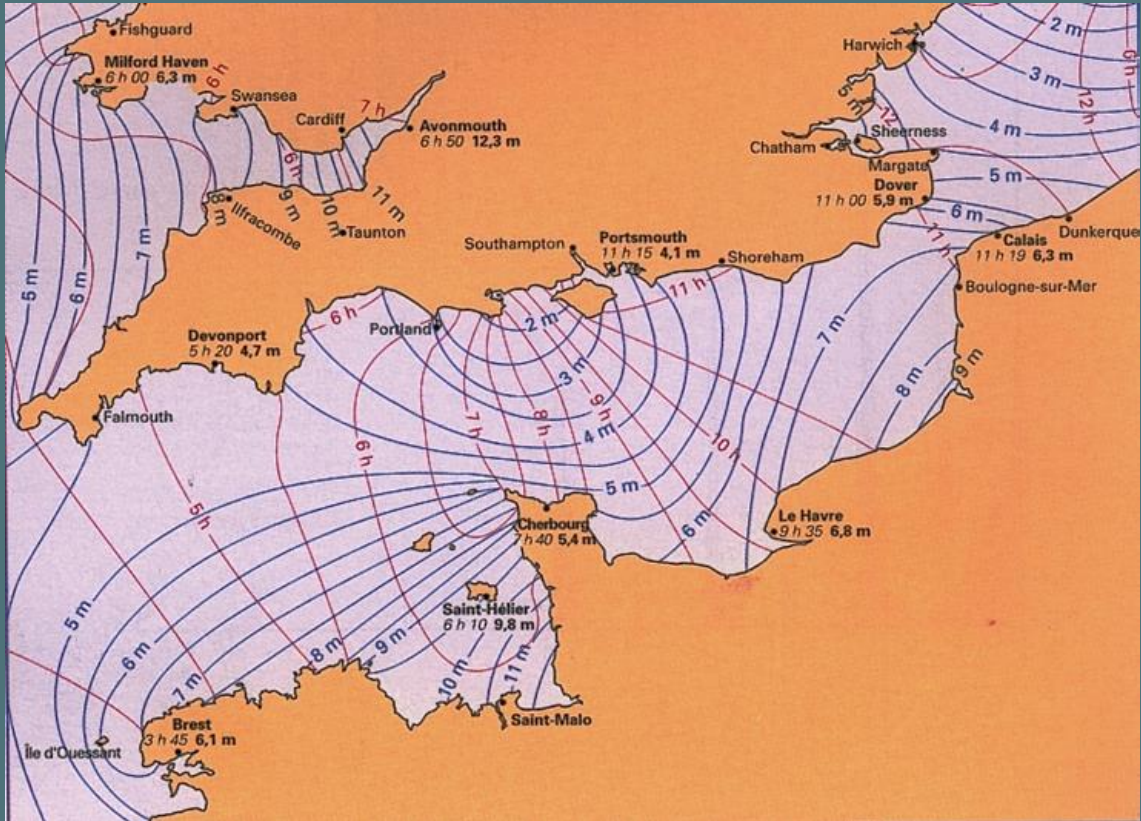 Fishguard
Milford Haven
6 h 00 6,3 m
6 h
Swansea
Cardiff
7 h
Avonmouth
6 h 50 12,3 m
6 h
8 m
Ilfracombe
9 m
10 m
11 m
Taunton
5 m
6 m
7 m
Harwich
2 m
3 m
4 m
5 m
6 h
12 h
5 m
12
Sheerness
Chatham
Margate
Dover
11 h 00 5,9 m
6 m
11 h
Calais
11 h 19 6,3 m
Dunkerque
Boulogne-sur-Mer
Southampton
Portsmouth
11 h 15 4,1 m
Shoreham
11 h
6 h
Portland
2 m
3 m
4 m
5 m
6 m
7 m
8 m
9 m
Devonport
5 h 20 4,7 m
Falmouth
5 h
6 h
7 h
8 h
9 h
10 h
Cherbourg
7 h 40 5,4 m
Le Havre
9 h 35 6,8 m
Saint-Hélier
6 h 10 9,8 m
5 m
6 m
7 m
8 m
9 m
10 m
11 m
Saint-Malo
Brest
3 h 45 6,1 m
Île d'Ouessant